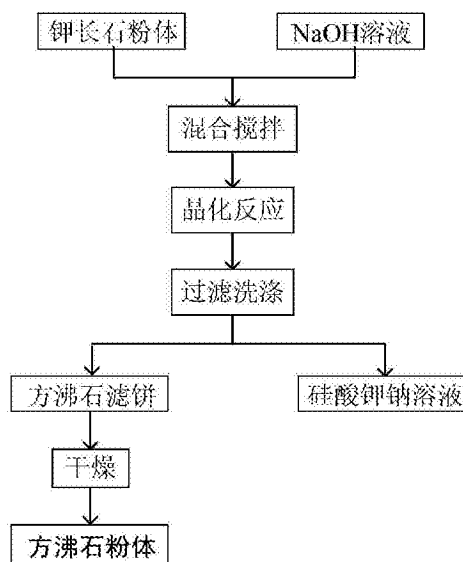 钾长石粉体
NaOH溶液
混合搅拌
晶化反应
过滤洗涤
方沸石滤饼
硅酸钾钠溶液
干燥
方沸石粉体